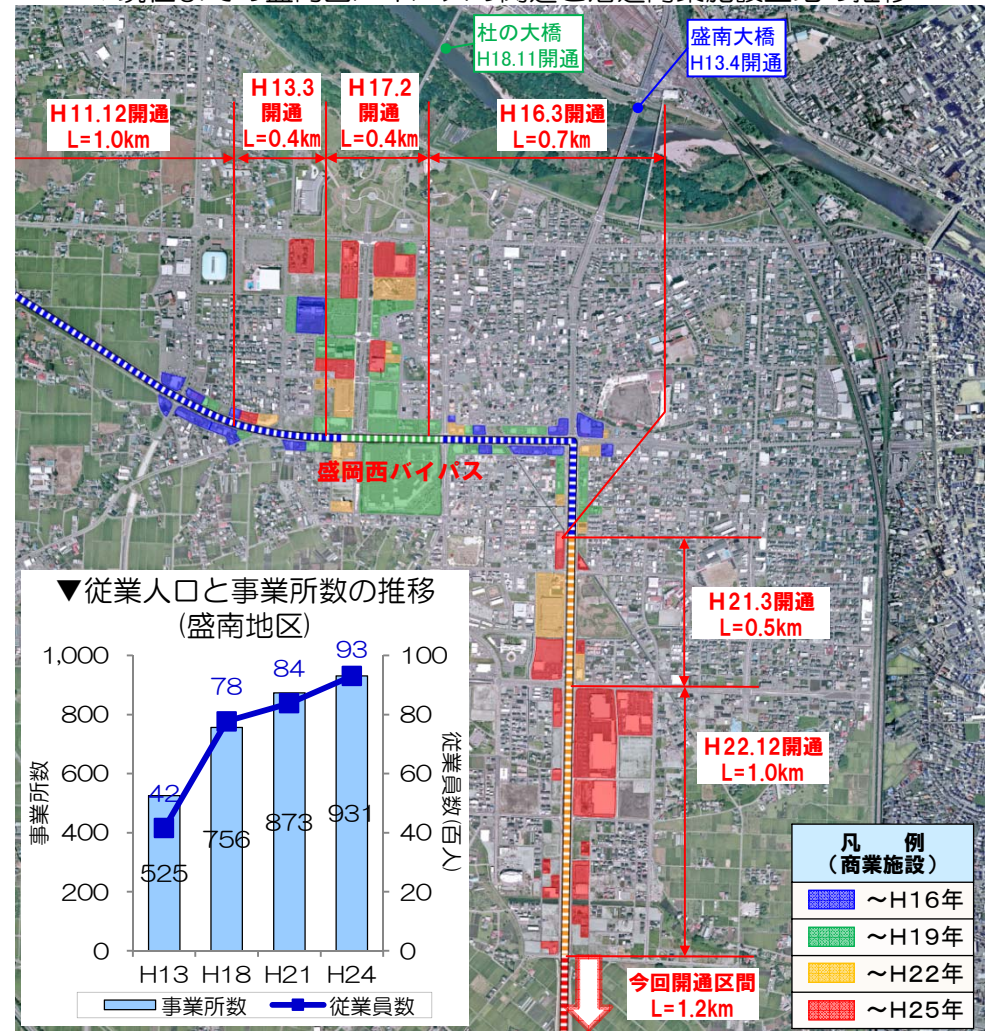 杜の大橋
H18.11開通
盛南大橋
H13.4開通
H11.12開通
L=1.0km
H13.3
開通
L=0.4km
H17.2
開通
L=0.4km
H16.3開通
L=0.7km
盛岡西バイパス
H21.3開通
L=0.5km
H22.12開通
L=1.0km
今回開通区間
L=1.2km
▼従業人口と事業所数の推移
(盛南地区)
事業所数
1,000
800
600
400
200
0
従業員数(百人)
100
80
60
40
20
0
42
78
84
93
525
756
873
931
H13 H18 H21 H24
事業所数 従業員数
凡 例
(商業施設)
～H16年
～H19年
～H22年
～H25年